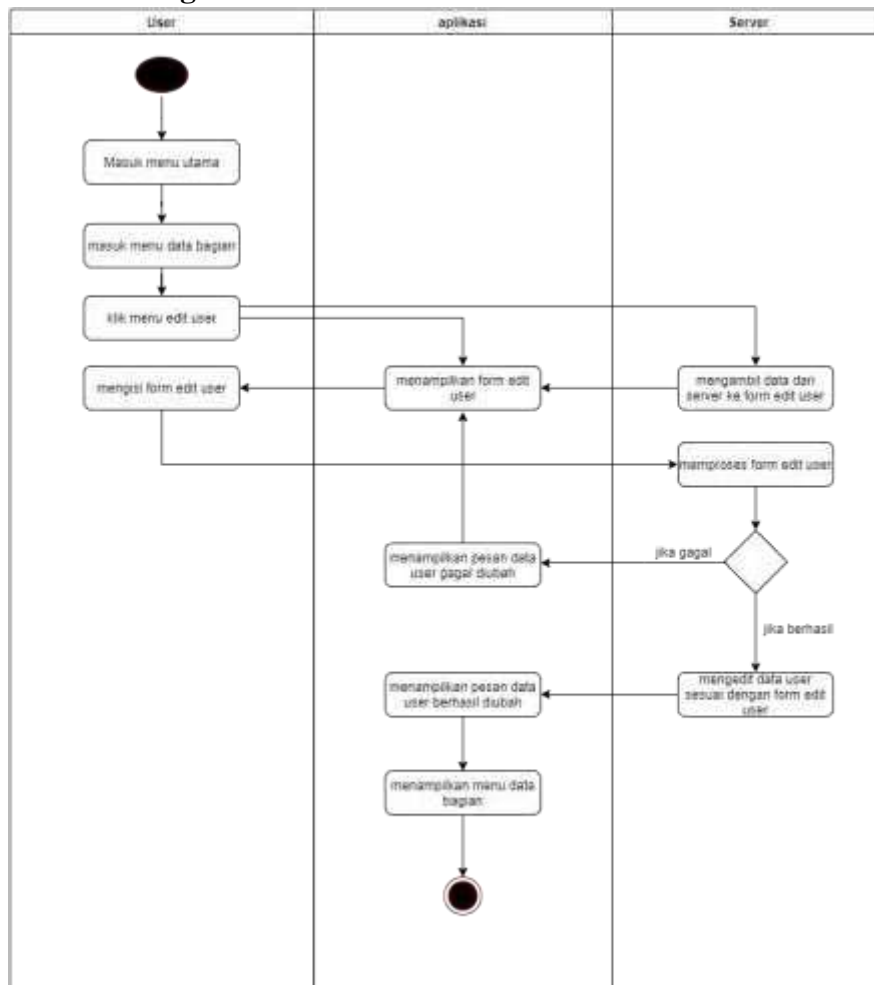 User
aplikasi
Server
Masuk menu utama
masuk menu data bagian
klik menu edit user
mengisi form edit user
menampilkan form edit
user
mengambil data dari
server ke form edit user
memproses form edit user
jika gagal
menampilkan pesan data
user gagal diubah
jika berhasil
mengedit data user
sesuai dengan form edit
user
menampilkan pesan data
user berhasil diubah
menampilkan menu data
bagian